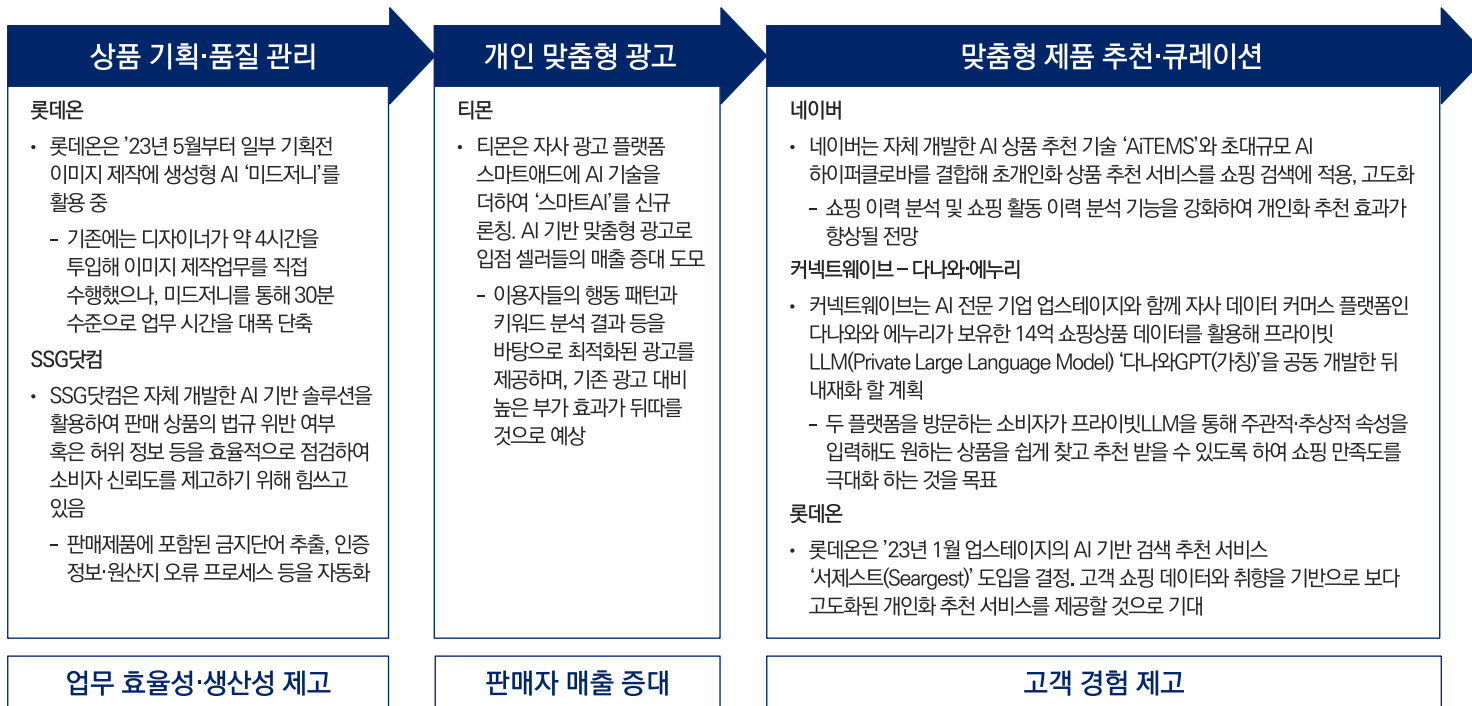 상품 기획·품질 관리
롯데온
• 롯데온은 ’23년 5월부터 일부 기획전
이미지 제작에 생성형 AI ‘미드저니’를
활용 중
- 기존에는 디자이너가 약 4시간을
투입해 이미지 제작업무를 직접
수행했으나, 미드저니를 통해 30분
수준으로 업무 시간을 대폭 단축
SSG닷컴
• SSG닷컴은 자체 개발한 AI 기반 솔루션을
활용하여 판매 상품의 법규 위반 여부
혹은 허위 정보 등을 효율적으로 점검하여
소비자 신뢰도를 제고하기 위해 힘쓰고
있음
- 판매제품에 포함된 금지단어 추출, 인증
정보·원산지 오류 프로세스 등을 자동화
업무 효율성·생산성 제고
개인 맞춤형 광고
티몬
• 티몬은 자사 광고 플랫폼
스마트애드에 AI 기술을
더하여 ‘스마트AI’를 신규
론칭. AI 기반 맞춤형 광고로
입점 셀러들의 매출 증대 도모
- 이용자들의 행동 패턴과
키워드 분석 결과 등을
바탕으로 최적화된 광고를
제공하며, 기존 광고 대비
높은 부가 효과가 뒤따를
것으로 예상
판매자 매출 증대
맞춤형 제품 추천·큐레이션
네이버
• 네이버는 자체 개발한 AI 상품 추천 기술 ‘AiTEMS’와 초대규모 AI
하이퍼클로바를 결합해 초개인화 상품 추천 서비스를 쇼핑 검색에 적용, 고도화
- 쇼핑 이력 분석 및 쇼핑 활동 이력 분석 기능을 강화하여 개인화 추천 효과가
향상될 전망
커넥트웨이브 – 다나와·에누리
• 커넥트웨이브는 AI 전문 기업 업스테이지와 함께 자사 데이터 커머스 플랫폼인
다나와와 에누리가 보유한 14억 쇼핑상품 데이터를 활용해 프라이빗
LLM(Private Large Language Model) ‘다나와GPT(가칭)’을 공동 개발한 뒤
내재화 할 계획
- 두 플랫폼을 방문하는 소비자가 프라이빗LLM을 통해 주관적·추상적 속성을
입력해도 원하는 상품을 쉽게 찾고 추천 받을 수 있도록 하여 쇼핑 만족도를
극대화 하는 것을 목표
롯데온
• 롯데온은 ’23년 1월 업스테이지의 AI 기반 검색 추천 서비스
‘서제스트(Seargest)’ 도입을 결정. 고객 쇼핑 데이터와 취향을 기반으로 보다
고도화된 개인화 추천 서비스를 제공할 것으로 기대
고객 경험 제고